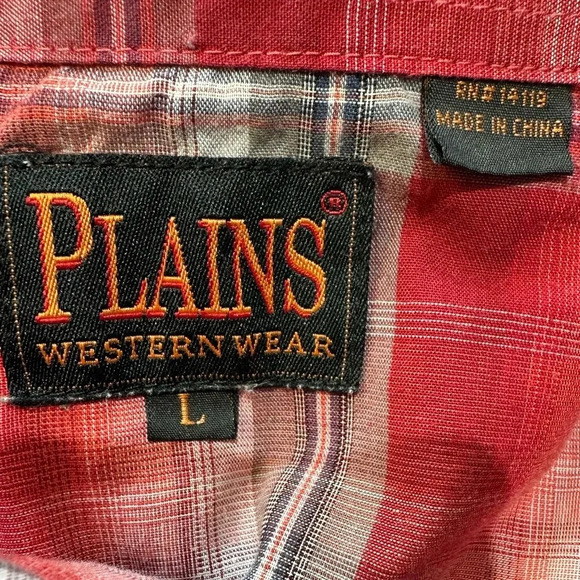 RN# 14119
MADE IN CHINA
PLAINS®
WESTERN WEAR
L